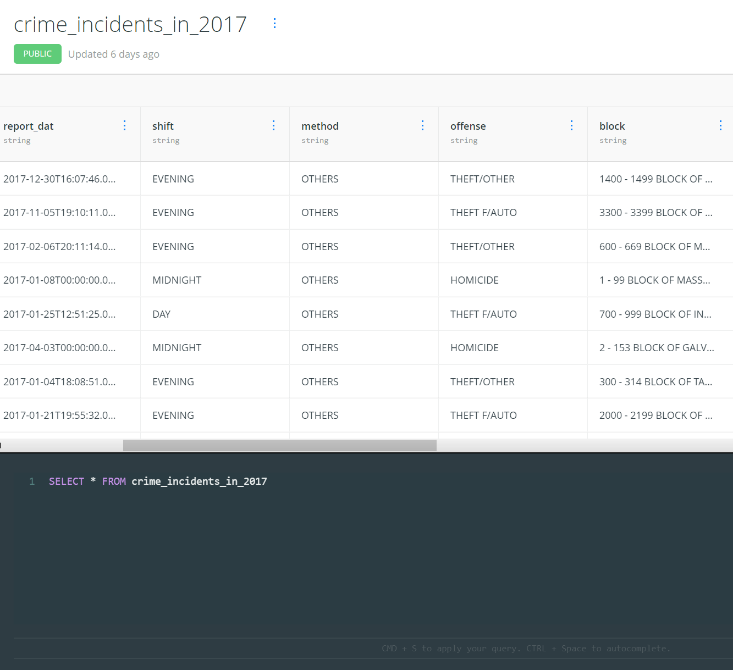 crime_incidents_in_2017
PUBLIC Updated 6 days ago
report_dat shift method offense block
string string string string string
2017-12-30T16:07:46.0... EVENING OTHERS THEFT/OTHER 1400 - 1499 BLOCK OF ...
2017-11-05T19:10:11.0... EVENING OTHERS THEFT F/AUTO 3300 - 3399 BLOCK OF ...
2017-02-06T20:11:14.0... EVENING OTHERS THEFT/OTHER 600 - 669 BLOCK OF M...
2017-01-08T00:00:00.0... MIDNIGHT OTHERS HOMICIDE 1 - 99 BLOCK OF MASS...
2017-01-25T12:51:25.0... DAY OTHERS THEFT F/AUTO 700 - 999 BLOCK OF IN...
2017-04-03T00:00:00.0... MIDNIGHT OTHERS HOMICIDE 2 - 153 BLOCK OF GALV...
2017-01-04T18:08:51.0... EVENING OTHERS THEFT/OTHER 300 - 314 BLOCK OF TA...
2017-01-21T19:55:32.0... EVENING OTHERS THEFT F/AUTO 2000 - 2199 BLOCK OF ...
1 SELECT * FROM crime_incidents_in_2017
CMD + S to apply your query. CTRL + Space to autocomplete.